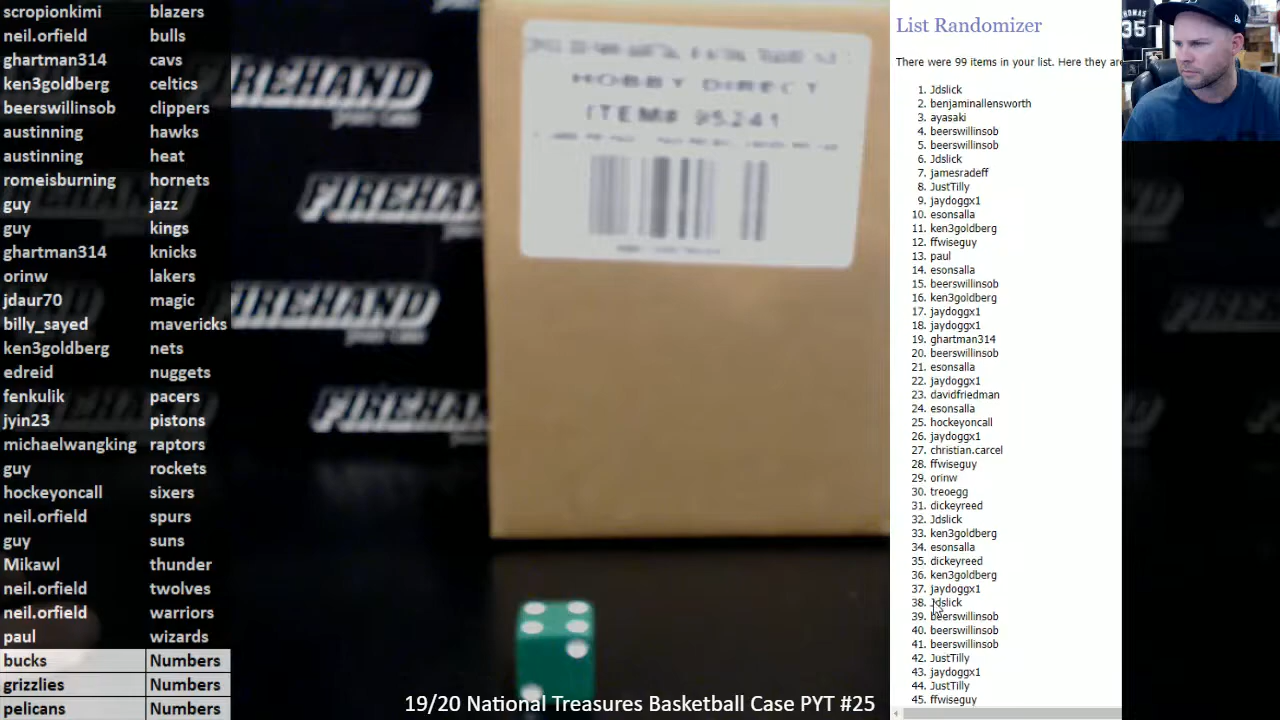 scropionkimi blazers
neil.orfield bulls
ghartman314 cavs
ken3goldberg celtics
beerswillinsob clippers
austinning hawks
austinning heat
romeisburning hornets
guy jazz
guy kings
ghartman314 knicks
orinw lakers
jdaur70 magic
billy_sayed mavericks
ken3goldberg nets
edreid nuggets
fenkulik pacers
jyin23 pistons
michaelwangking raptors
guy rockets
hockeyoncall sixers
neil.orfield spurs
guy suns
Mikawl thunder
neil.orfield twolves
neil.orfield warriors
paul wizards
bucks Numbers
grizzlies Numbers
pelicans Numbers
FIREHAND
FIREHAND
FIREHAND
FIREHAND
HOBBY DIRECT
ITEM# 95241
19/20 National Treasures Basketball Case PYT #25
List Randomizer
There were 99 items in your list. Here they are
1. Jdslick
2. benjaminallensworth
3. ayasaki
4. beerswillinsob
5. beerswillinsob
6. Jdslick
7. jamesradeff
8. JustTilly
9. jaydoggx1
10. esonsalla
11. ken3goldberg
12. ffwiseguy
13. paul
14. esonsalla
15. beerswillinsob
16. ken3goldberg
17. jaydoggx1
18. jaydoggx1
19. ghartman314
20. beerswillinsob
21. esonsalla
22. jaydoggx1
23. davidfriedman
24. esonsalla
25. hockeyoncall
26. jaydoggx1
27. christian.carcel
28. ffwiseguy
29. orinw
30. treoegg
31. dickeyreed
32. Jdslick
33. ken3goldberg
34. esonsalla
35. dickeyreed
36. ken3goldberg
37. jaydoggx1
38. Jdslick
39. beerswillinsob
40. beerswillinsob
41. beerswillinsob
42. JustTilly
43. jaydoggx1
44. JustTilly
45. ffwiseguy
35